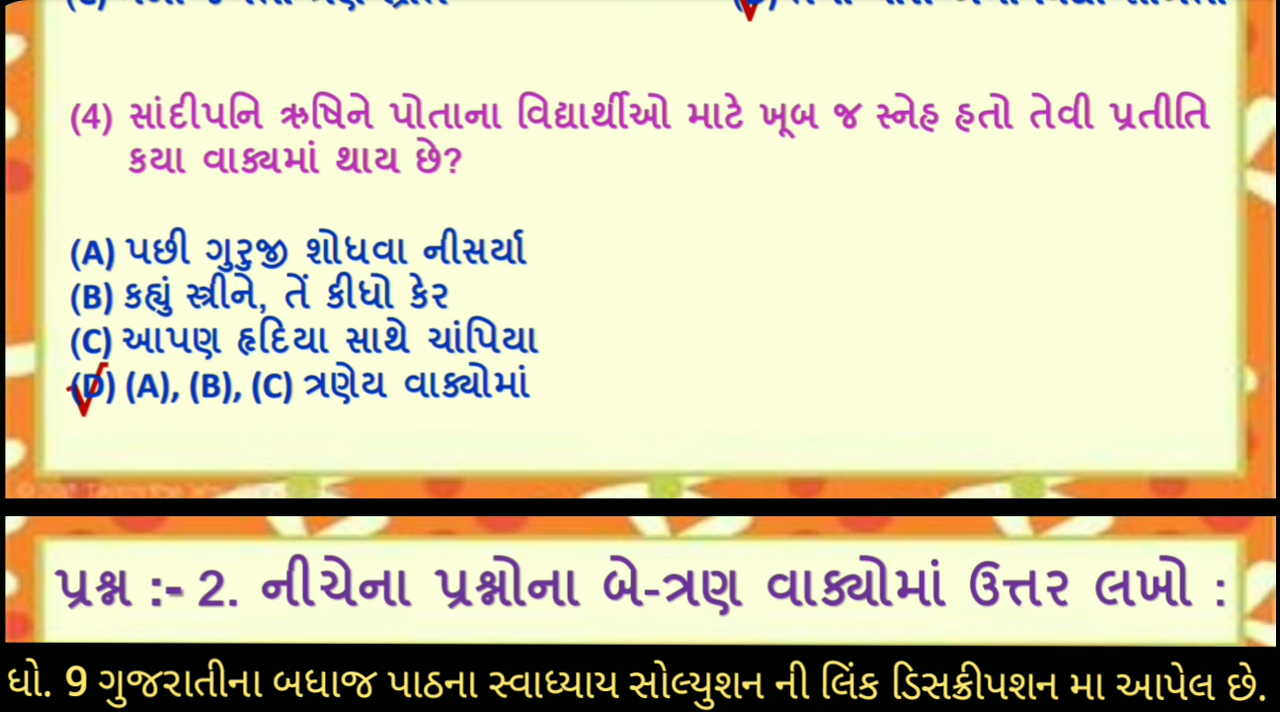 (4) સાંદીપનિ ઋષિને પોતાના વિદ્યાર્થીઓ માટે ખૂબ જ સ્નેહ હતો તેવી પ્રતીતિ
કયા વાક્યમાં થાય છે?
(A) પછી ગુરુજી શોધવા નીસર્યા
(B) કહ્યું સ્ત્રીને, તેં કીધો કેર
(C) આપણ હૃદિયા સાથે ચાંપિયા
(D) (A), (B), (C) ત્રણેય વાક્યોમાં
પ્રશ્ન :- 2. નીચેના પ્રશ્નોના બે-ત્રણ વાક્યોમાં ઉત્તર લખો :
ધો. 9 ગુજરાતીના બધાજ પાઠના સ્વાધ્યાય સોલ્યુશન ની લિંક ડિસક્રીપશન મા આપેલ છે.